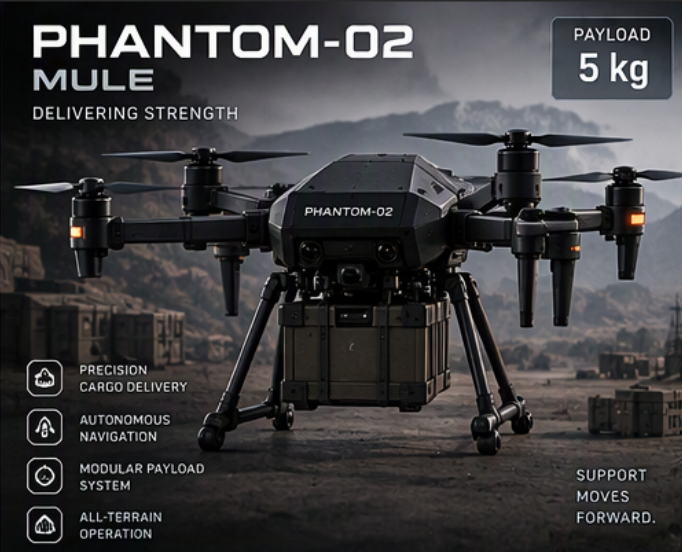 PHANTOM-02
MULE
DELIVERING STRENGTH
PAYLOAD
5 kg
PHANTOM-02
PRECISION
CARGO DELIVERY
AUTONOMOUS
NAVIGATION
MODULAR PAYLOAD
SYSTEM
ALL-TERRAIN
OPERATION
SUPPORT
MOVES
FORWARD.